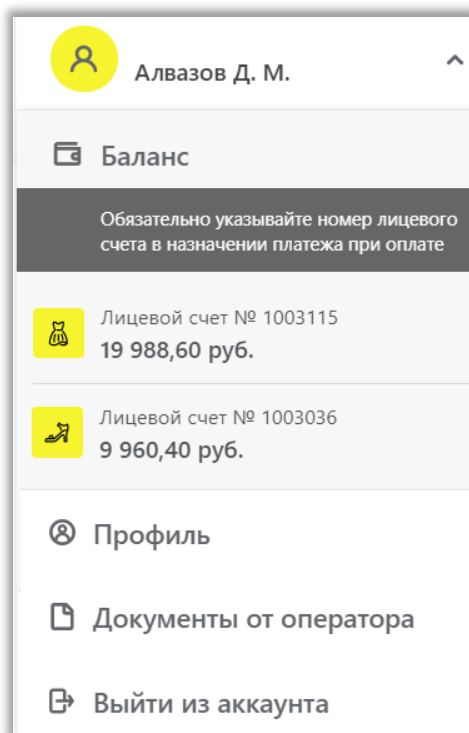 Алвазов Д. М.
Баланс
Обязательно указывайте номер лицевого
счета в назначении платежа при оплате
Лицевой счет № 1003115
19 988,60 руб.
Лицевой счет № 1003036
9 960,40 руб.
Профиль
Документы от оператора
Выйти из аккаунта